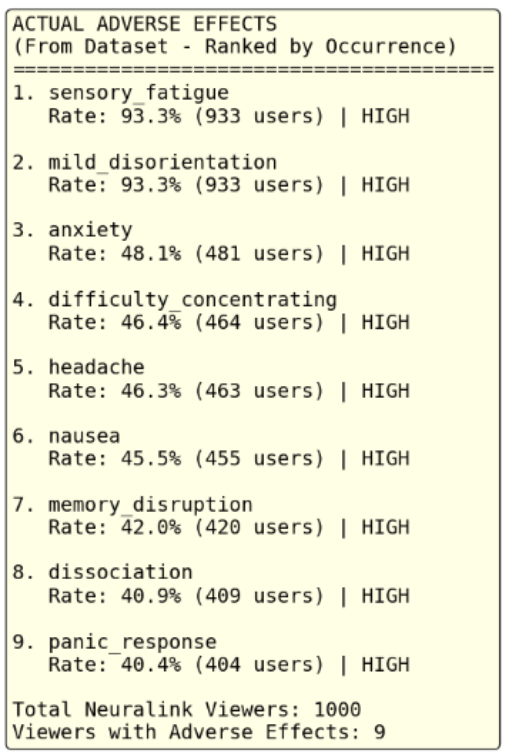 ACTUAL ADVERSE EFFECTS
(From Dataset - Ranked by Occurrence)
========================================
1. sensory_fatigue
Rate: 93.3% (933 users) | HIGH
2. mild_disorientation
Rate: 93.3% (933 users) | HIGH
3. anxiety
Rate: 48.1% (481 users) | HIGH
4. difficulty_concentrating
Rate: 46.4% (464 users) | HIGH
5. headache
Rate: 46.3% (463 users) | HIGH
6. nausea
Rate: 45.5% (455 users) | HIGH
7. memory_disruption
Rate: 42.0% (420 users) | HIGH
8. dissociation
Rate: 40.9% (409 users) | HIGH
9. panic_response
Rate: 40.4% (404 users) | HIGH
Total Neuralink Viewers: 1000
Viewers with Adverse Effects: 9